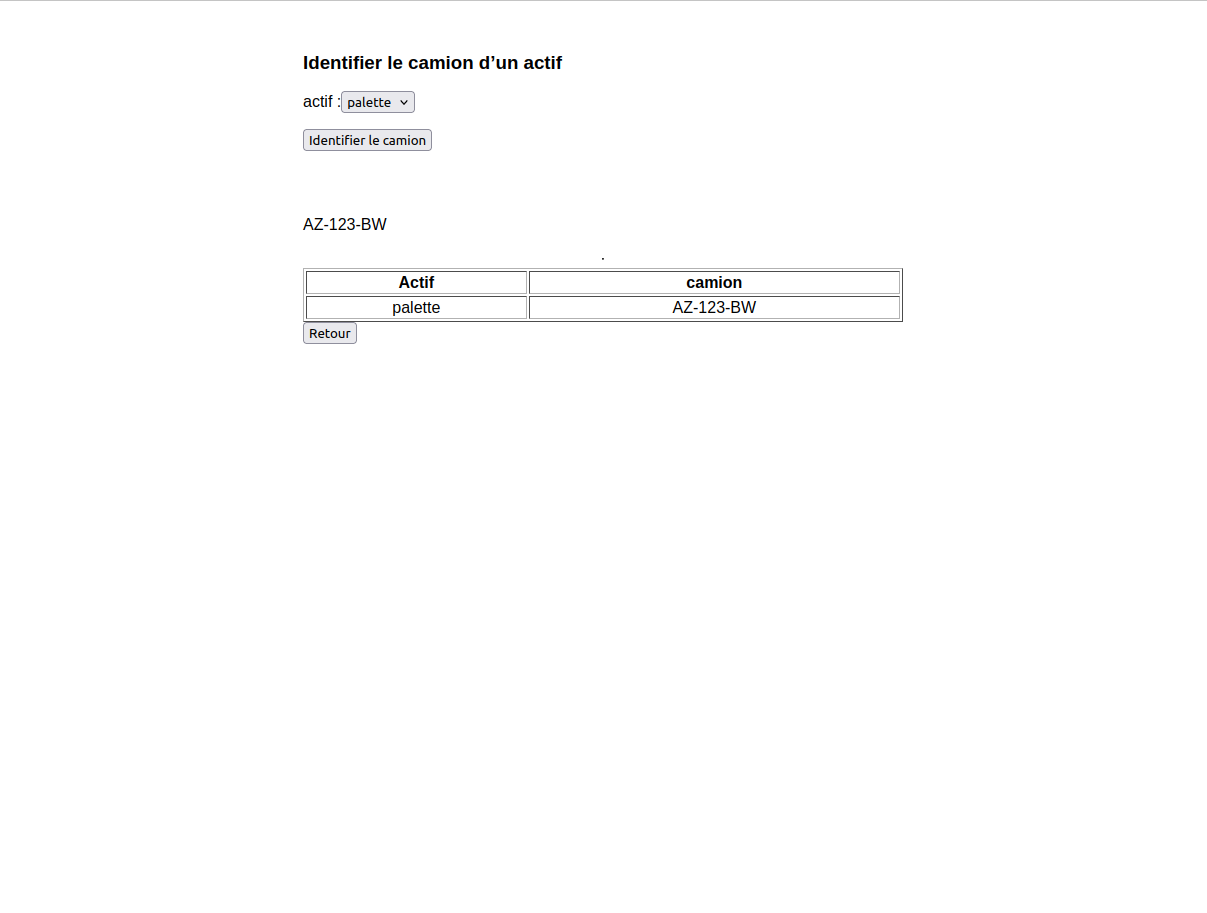 Identifier le camion d’un actif
actif : palette
Identifier le camion
AZ-123-BW
.
Actif camion
palette AZ-123-BW
Retour